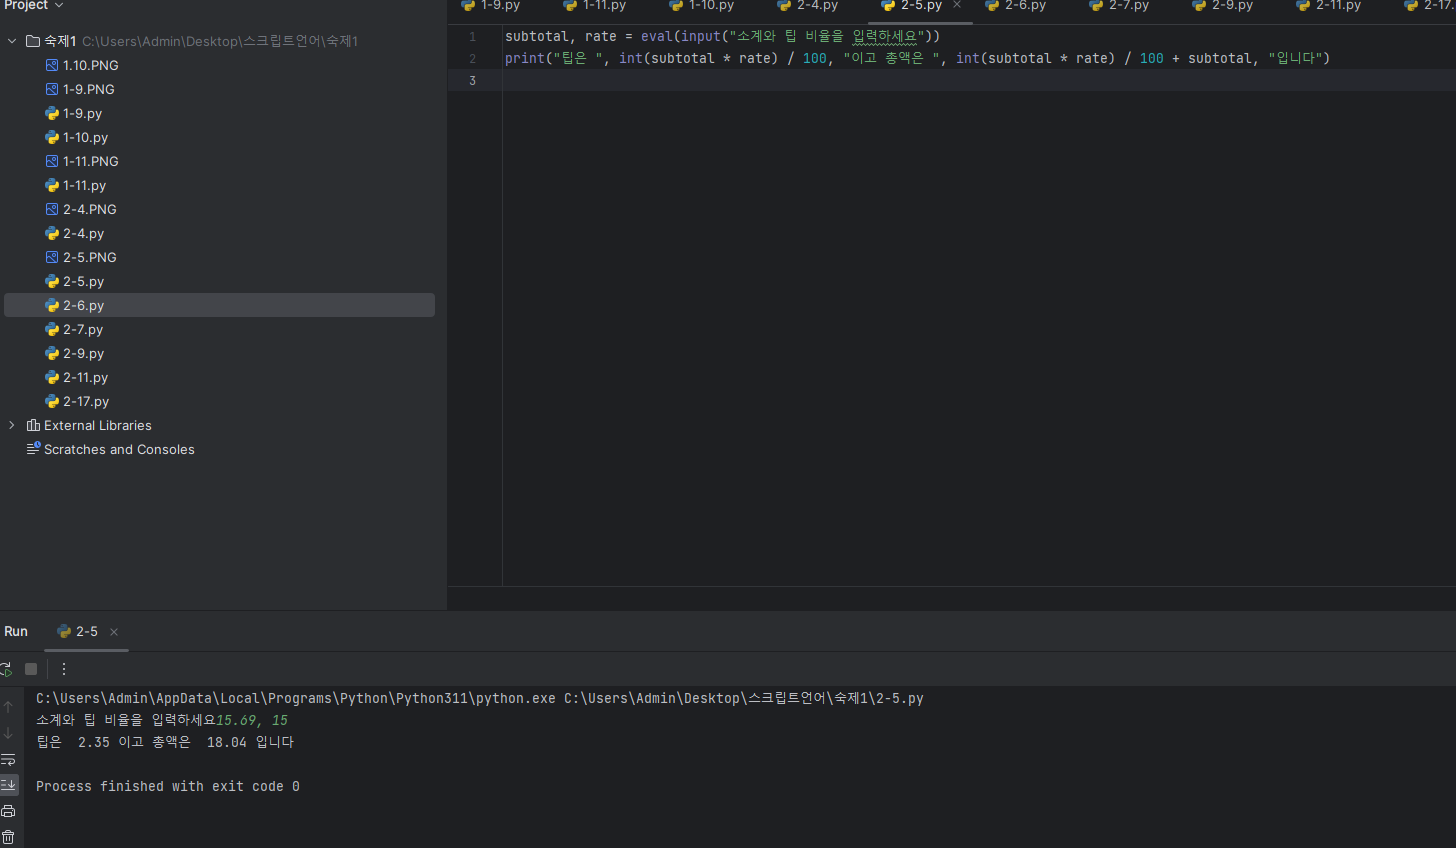 Project
1-9.py 1-11.py 1-10.py 2-4.py 2-5.py 2-6.py 2-7.py 2-9.py 2-11.py 2-17.
숙제1 C:\Users\Admin\Desktop\스크립트언어\숙제1
1.10.PNG
1-9.PNG
1-9.py
1-10.py
1-11.PNG
1-11.py
2-4.PNG
2-4.py
2-5.PNG
2-5.py
2-6.py
2-7.py
2-9.py
2-11.py
2-17.py
External Libraries
Scratches and Consoles
1 subtotal, rate = eval(input("소계와 팁 비율을 입력하세요"))
2 print("팁은 ", int(subtotal * rate) / 100, "이고 총액은 ", int(subtotal * rate) / 100 + subtotal, "입니다")
3
Run 2-5
C:\Users\Admin\AppData\Local\Programs\Python\Python311\python.exe C:\Users\Admin\Desktop\스크립트언어\숙제1\2-5.py
소계와 팁 비율을 입력하세요15.69, 15
팁은  2.35 이고 총액은  18.04 입니다
Process finished with exit code 0